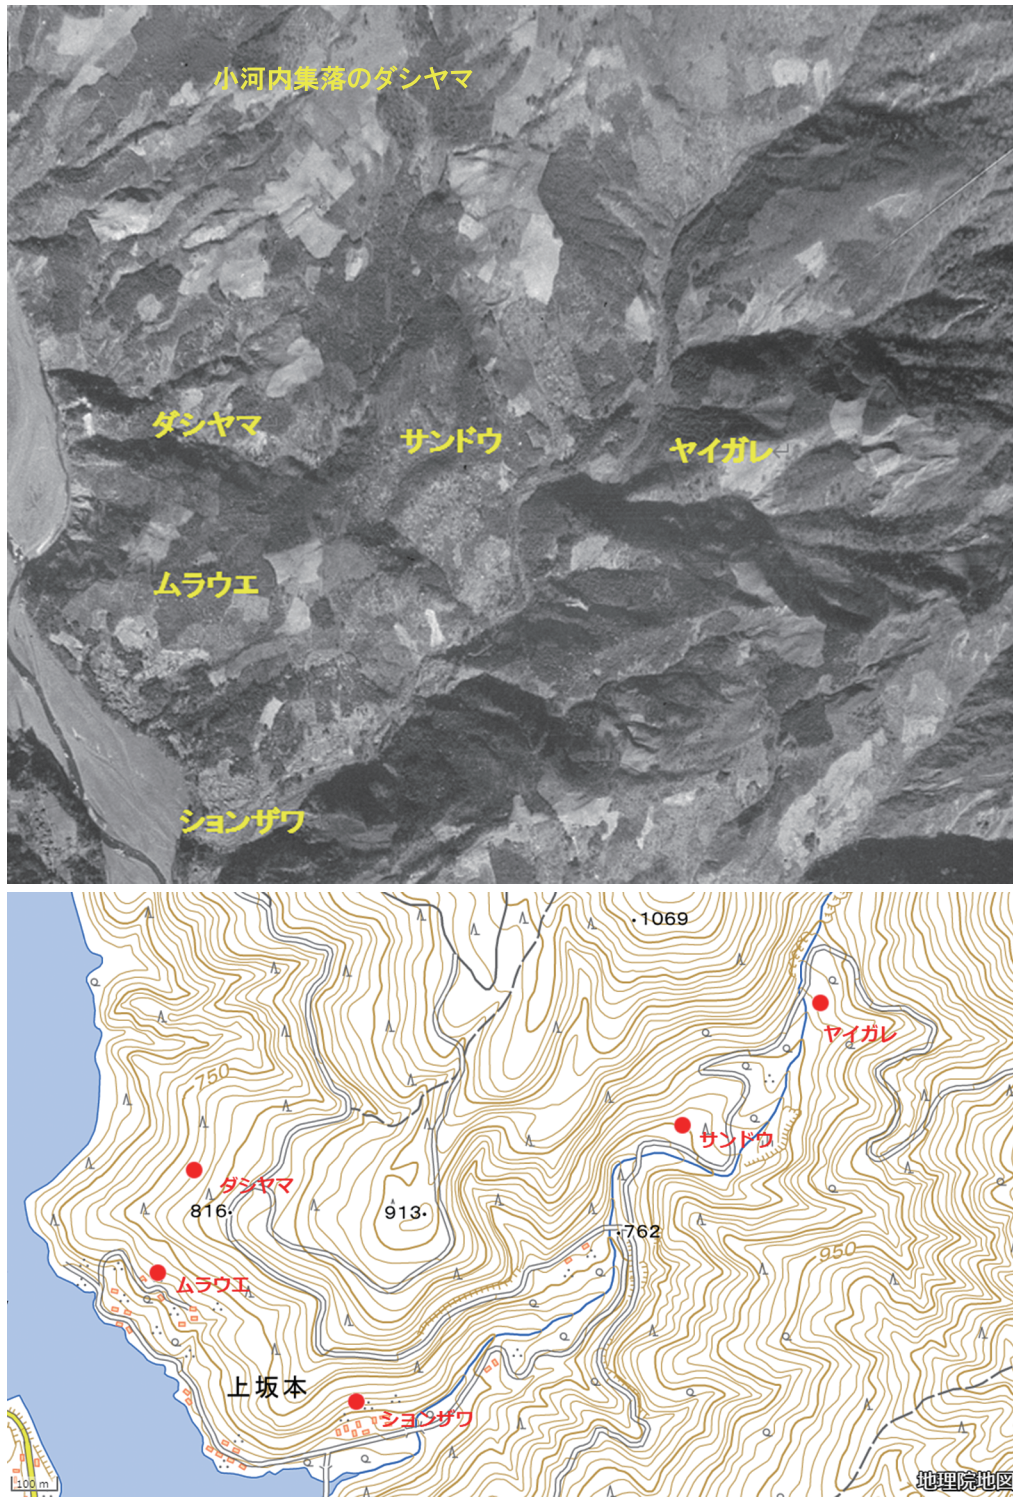 小河内集落のダシヤマ
ダシヤマ
サンドウ
ヤイガレ↵
ムラウエ
ションザワ
1069
ヤイガレ
750
サンドウ
ダシヤマ
816
913
762
950
ムラウエ
上坂本
ションザワ
100 m
地理院地図